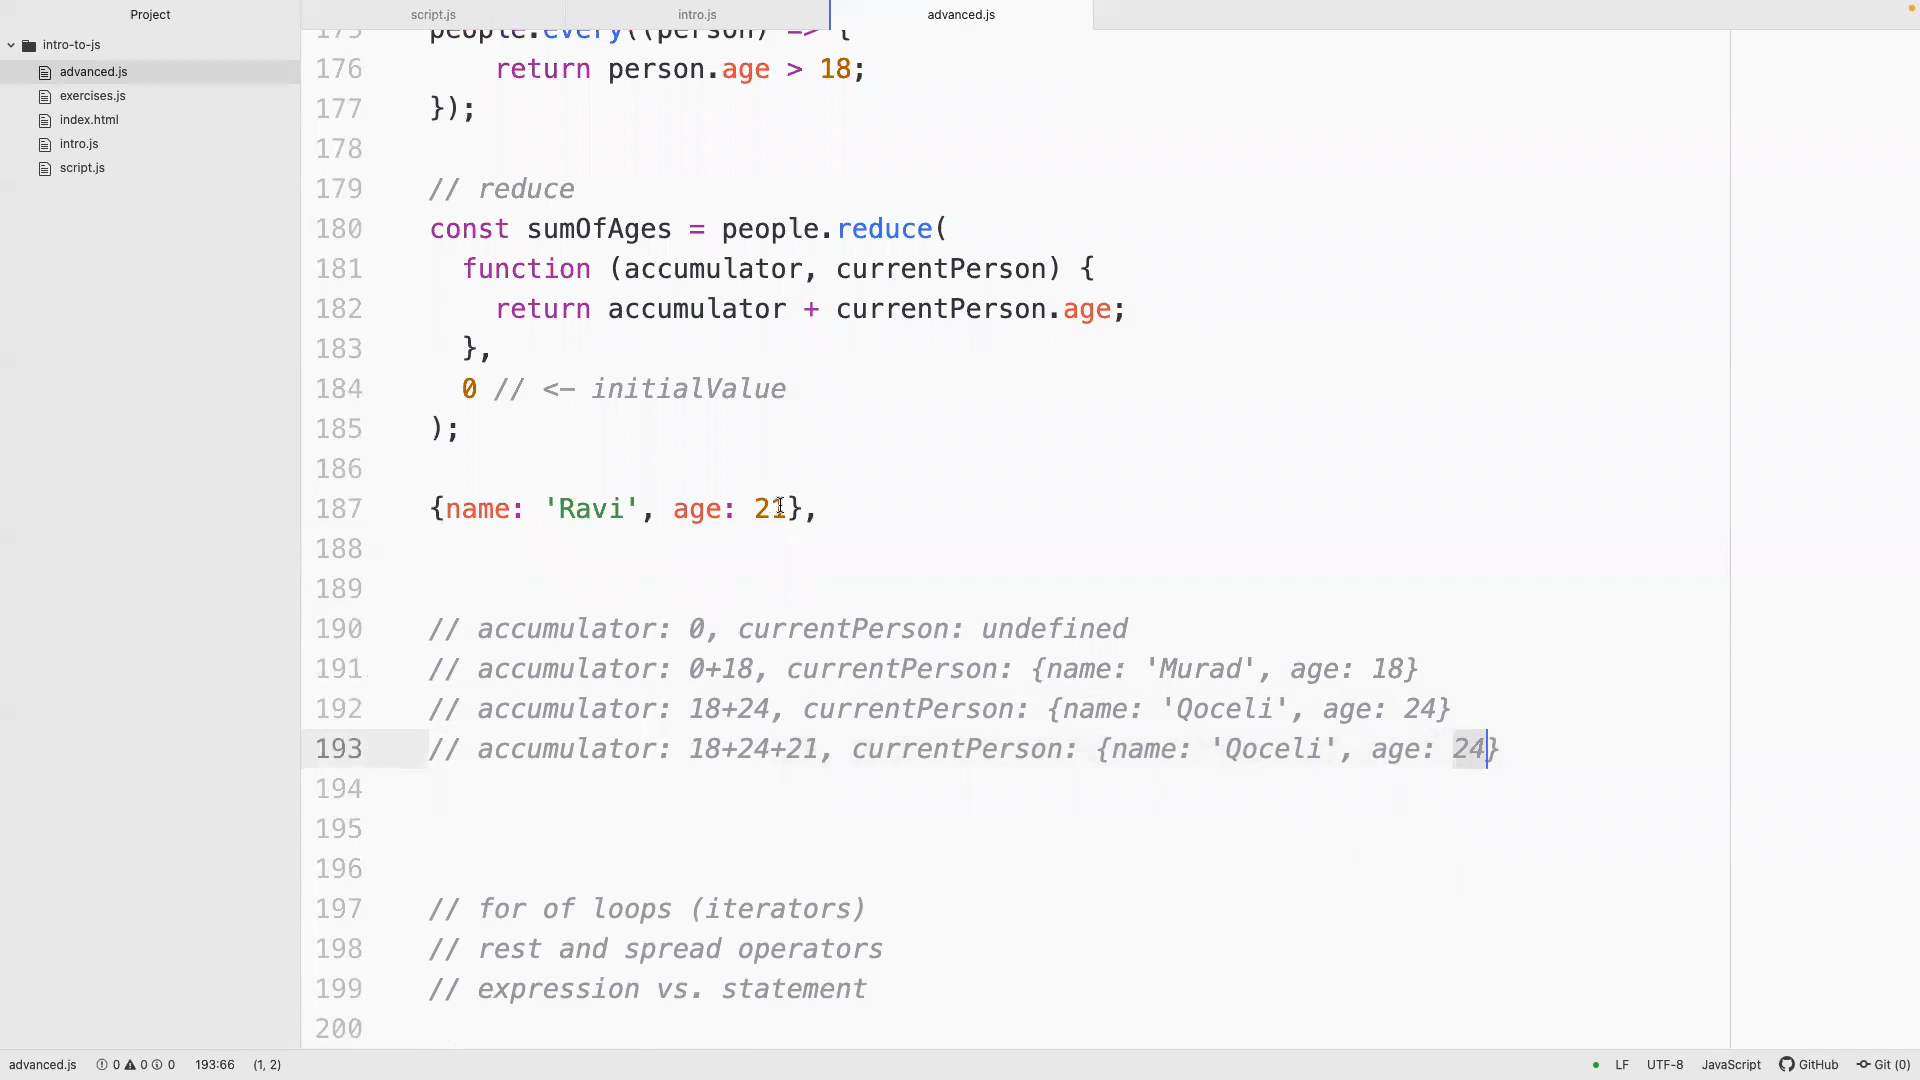 Project
script.js
intro.js
advanced.js
intro-to-js
advanced.js
exercises.js
index.html
intro.js
script.js
175 people.every((person) => {
176 return person.age > 18;
177 });
178
179 // reduce
180 const sumOfAges = people.reduce(
181 function (accumulator, currentPerson) {
182 return accumulator + currentPerson.age;
183 },
184 0 // <- initialValue
185 );
186
187 {name: 'Ravi', age: 21},
188
189
190 // accumulator: 0, currentPerson: undefined
191 // accumulator: 0+18, currentPerson: {name: 'Murad', age: 18}
192 // accumulator: 18+24, currentPerson: {name: 'Qoceli', age: 24}
193 // accumulator: 18+24+21, currentPerson: {name: 'Qoceli', age: 24}
194
195
196
197 // for of loops (iterators)
198 // rest and spread operators
199 // expression vs. statement
200
advanced.js 0 0 0 193:66 (1, 2) LF UTF-8 JavaScript GitHub Git (0)